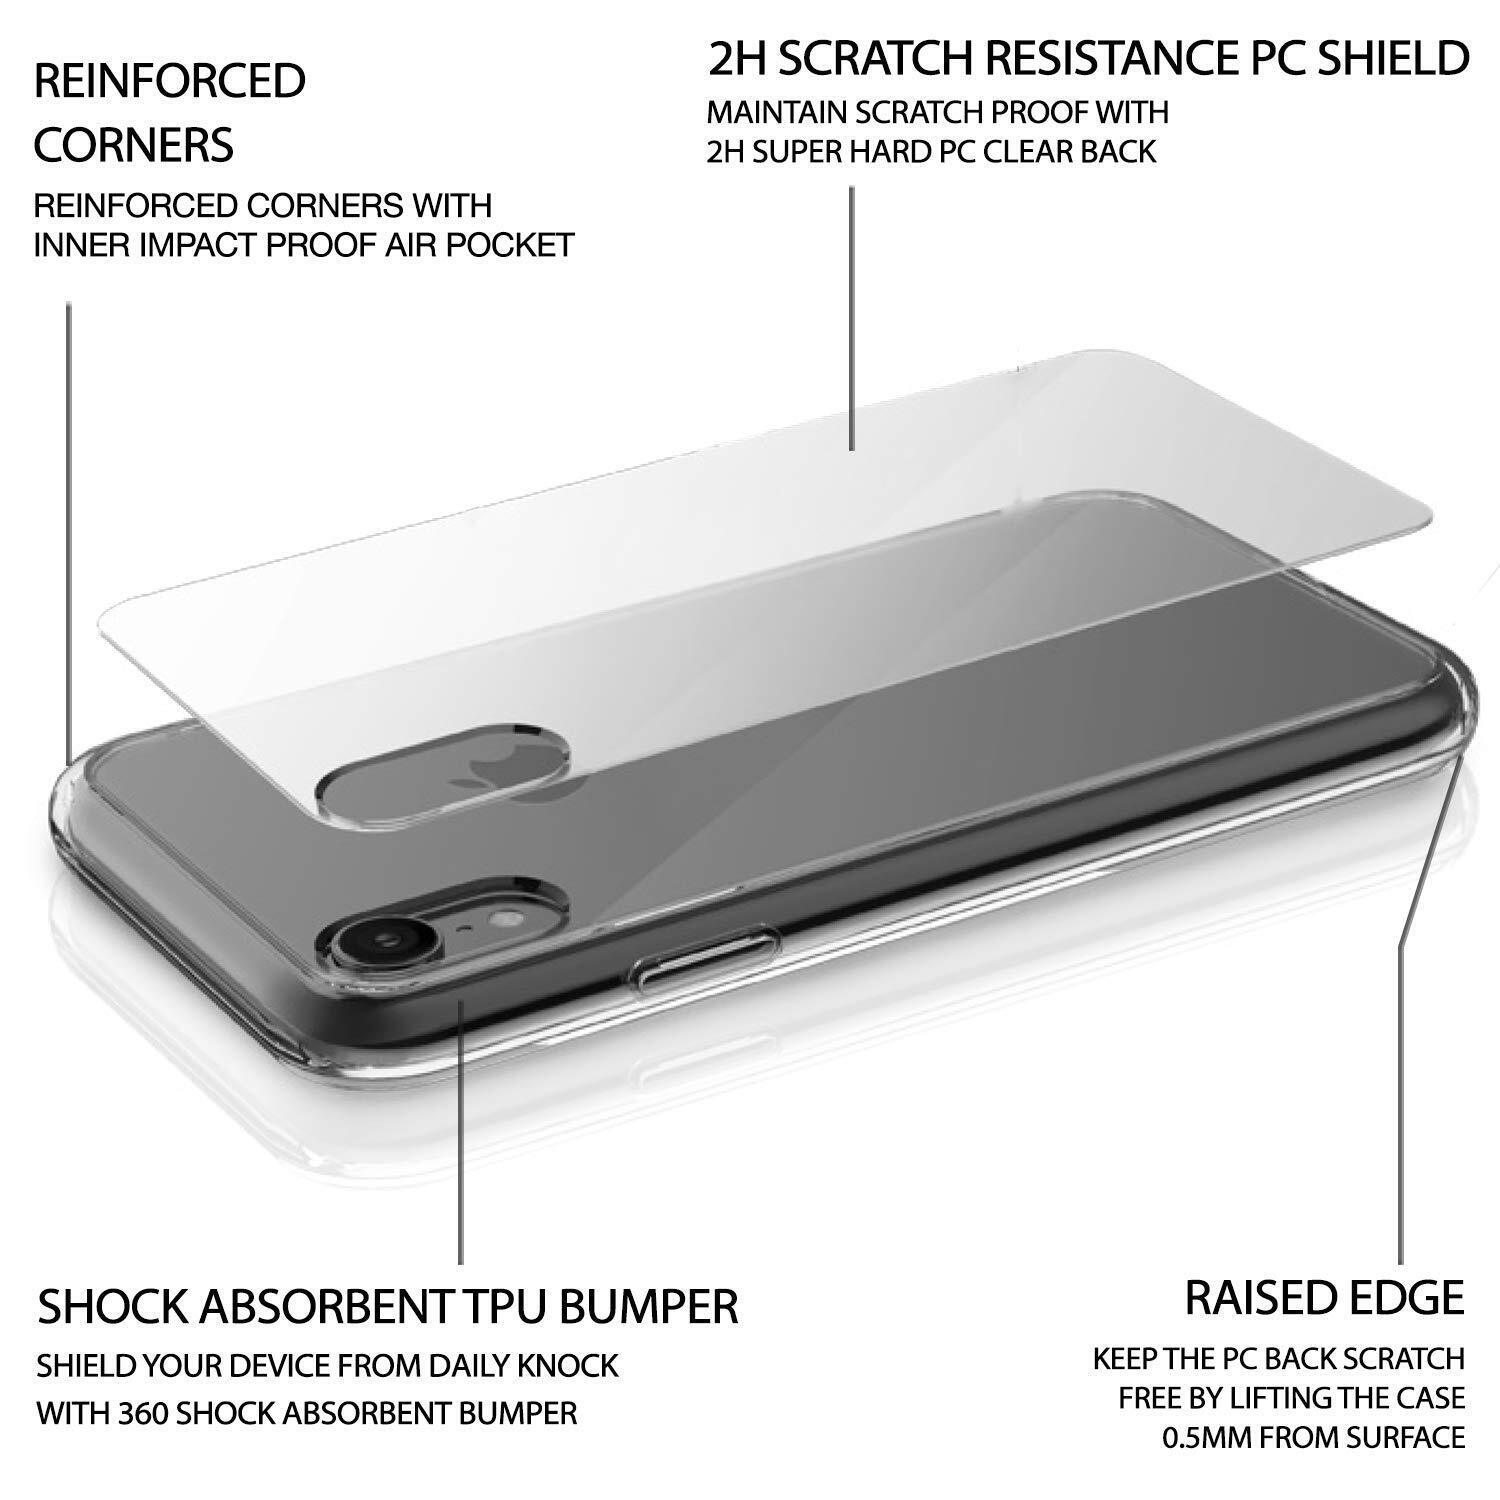 REINFORCED
CORNERS
REINFORCED CORNERS WITH
INNER IMPACT PROOF AIR POCKET
2H SCRATCH RESISTANCE PC SHIELD
MAINTAIN SCRATCH PROOF WITH
2H SUPER HARD PC CLEAR BACK
SHOCK ABSORBENT TPU BUMPER
SHIELD YOUR DEVICE FROM DAILY KNOCK
WITH 360 SHOCK ABSORBENT BUMPER
RAISED EDGE
KEEP THE PC BACK SCRATCH
FREE BY LIFTING THE CASE
0.5MM FROM SURFACE